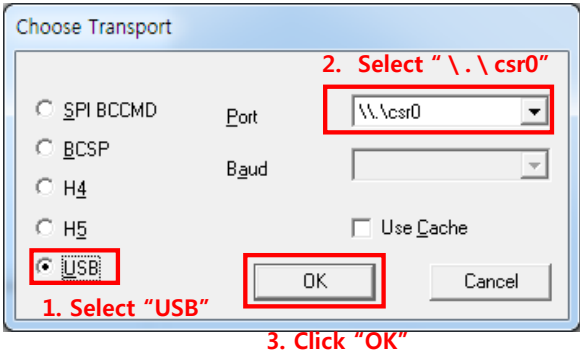 Choose Transport
2. Select “ \ . \ csr0”
SPI BCCMD
Port
\\.\csr0
BCSP
Baud
H4
H5
Use Cache
USB
OK
Cancel
1. Select “USB”
3. Click “OK”